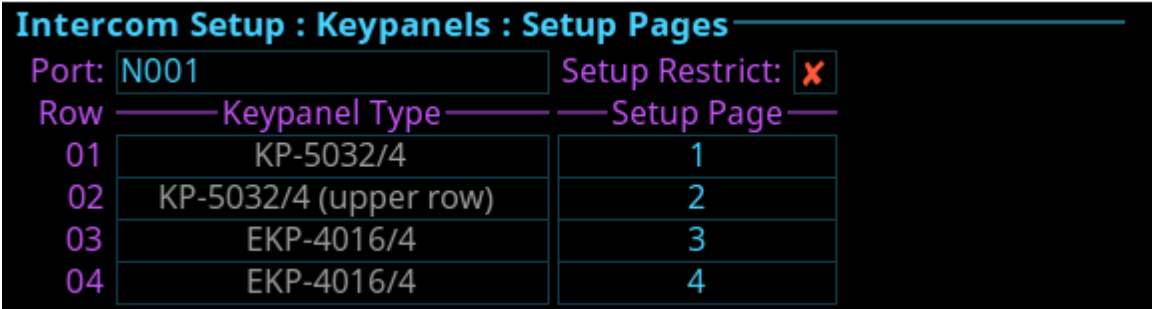 Intercom Setup : Keypanels : Setup Pages
Port: N001 Setup Restrict: ✘
Row Keypanel Type Setup Page
01 KP-5032/4 1
02 KP-5032/4 (upper row) 2
03 EKP-4016/4 3
04 EKP-4016/4 4